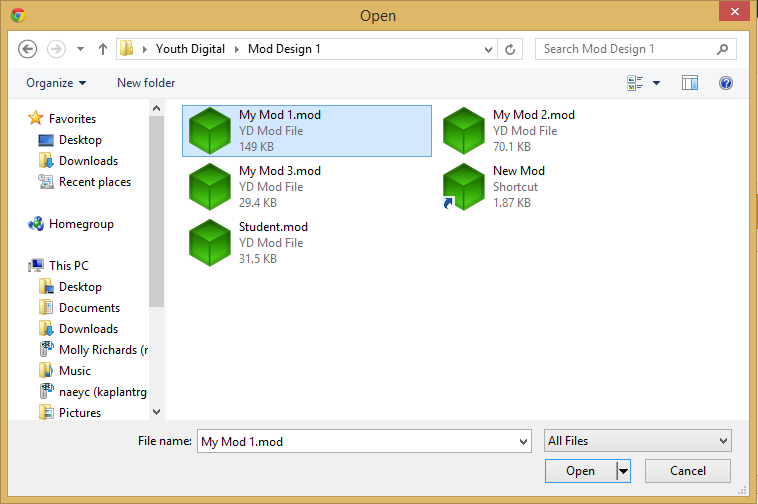 Open
Youth Digital
Mod Design 1
Search Mod Design 1
Organize
New folder
Favorites
Desktop
Downloads
Recent places
Homegroup
This PC
Desktop
Documents
Downloads
Molly Richards (r
Music
naeyc (kaplantrg
Pictures
My Mod 1.mod
YD Mod File
149 KB
My Mod 2.mod
YD Mod File
70.1 KB
My Mod 3.mod
YD Mod File
29.4 KB
New Mod
Shortcut
1.87 KB
Student.mod
YD Mod File
31.5 KB
File name:
My Mod 1.mod
All Files
Open
Cancel